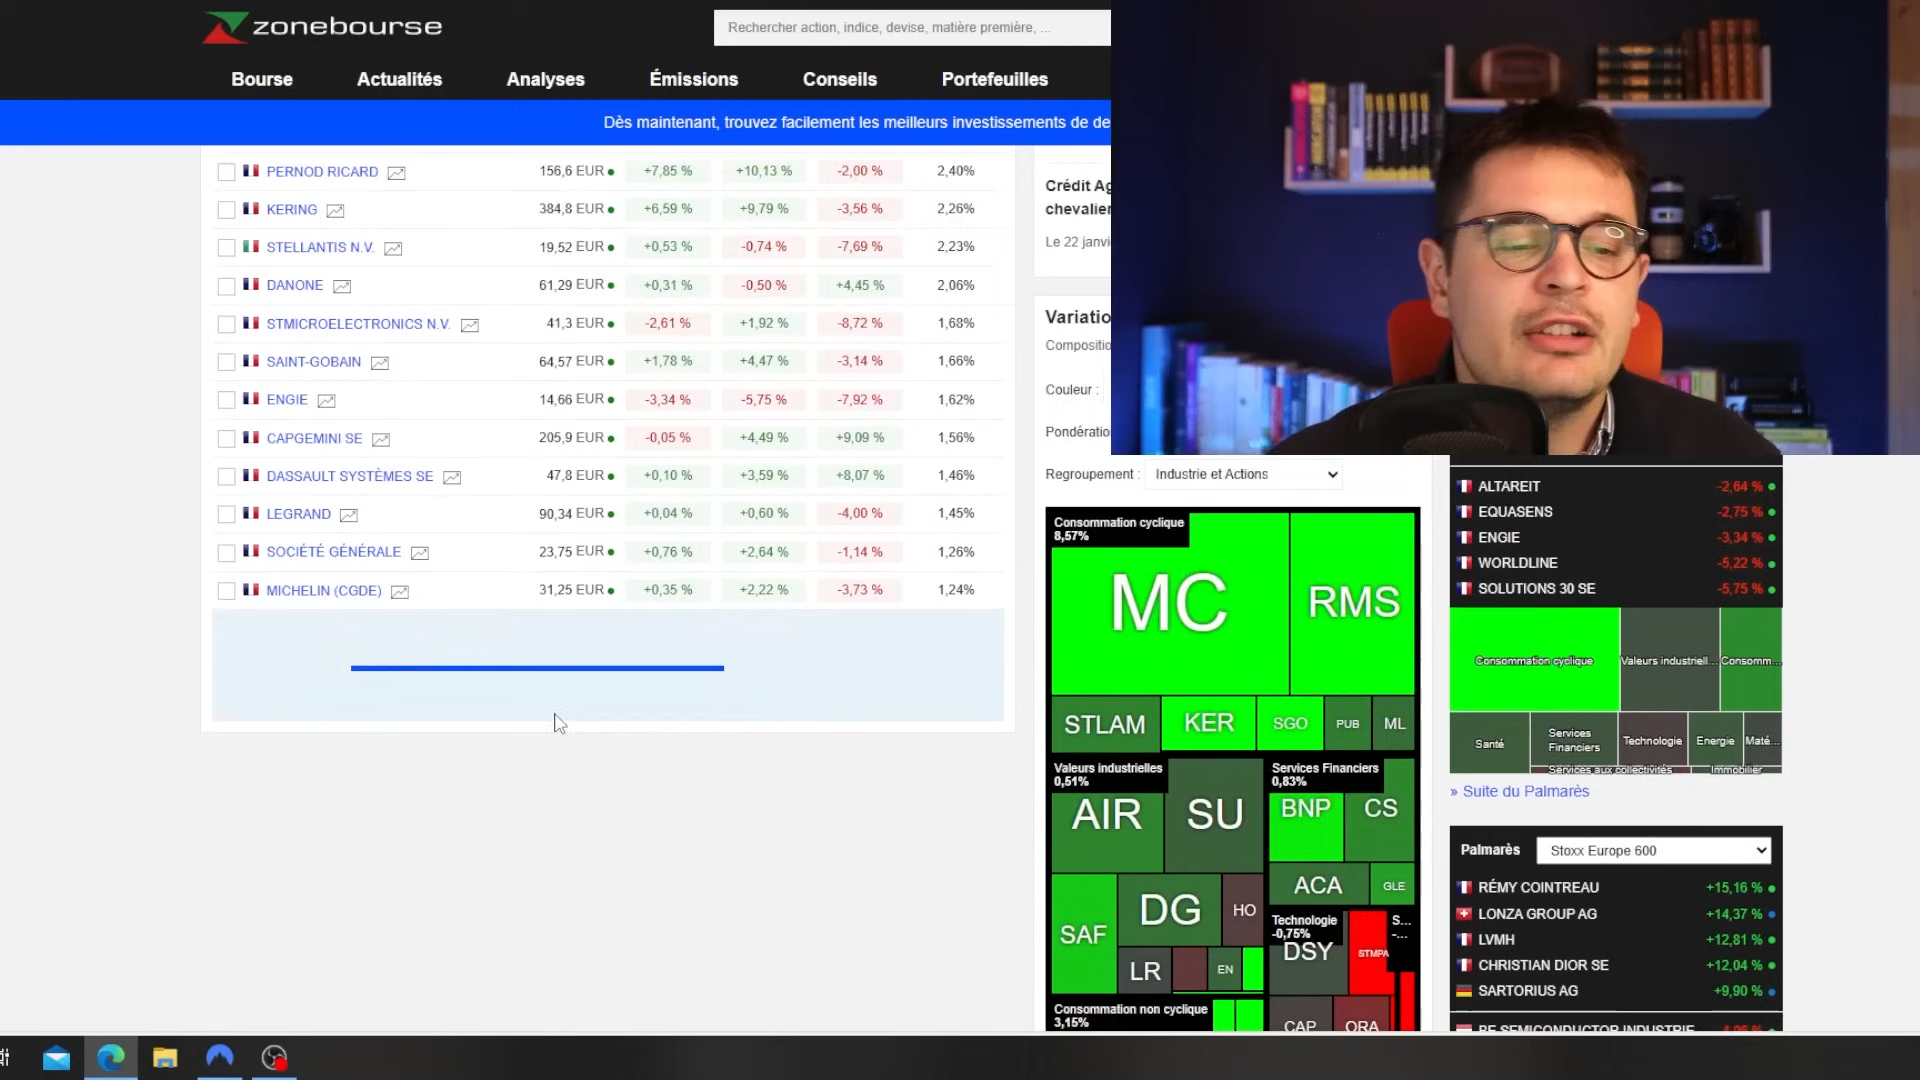 zonebourse
Rechercher action, indice, devise, matière première, ...
Bourse
Actualités
Analyses
Émissions
Conseils
Portefeuilles
Dès maintenant, trouvez facilement les meilleurs investissements de de
PERNOD RICARD 156,6 EUR +7,85 % +10,13 % -2,00 % 2,40%
KERING 384,8 EUR +6,59 % +9,79 % -3,56 % 2,26%
STELLANTIS N.V. 19,52 EUR +0,53 % -0,74 % -7,69 % 2,23%
DANONE 61,29 EUR +0,31 % -0,50 % +4,45 % 2,06%
STMICROELECTRONICS N.V. 41,3 EUR -2,61 % +1,92 % -8,72 % 1,68%
SAINT-GOBAIN 64,57 EUR +1,78 % +4,47 % -3,14 % 1,66%
ENGIE 14,66 EUR -3,34 % -5,75 % -7,92 % 1,62%
CAPGEMINI SE 205,9 EUR -0,05 % +4,49 % +9,09 % 1,56%
DASSAULT SYSTÈMES SE 47,8 EUR +0,10 % +3,59 % +8,07 % 1,46%
LEGRAND 90,34 EUR +0,04 % +0,60 % -4,00 % 1,45%
SOCIÉTÉ GÉNÉRALE 23,75 EUR +0,76 % +2,64 % -1,14 % 1,26%
MICHELIN (CGDE) 31,25 EUR +0,35 % +2,22 % -3,73 % 1,24%
Crédit Ag
chevalier
Le 22 janvi
Variatio
Compositio
Couleur :
Pondératio
Regroupement : Industrie et Actions
Consommation cyclique
8,57%
MC
RMS
STLAM
KER
SGO
PUB
ML
Valeurs industrielles
0,51%
AIR
SU
SAF
DG
HO
LR
EN
Services Financiers
0,83%
BNP
CS
ACA
GLE
Technologie
-0,75%
DSY
STMPA
S...
-...
CAP
ORA
Consommation non cyclique
3,15%
ALTAREIT -2,64 %
EQUASENS -2,75 %
ENGIE -3,34 %
WORLDLINE -5,22 %
SOLUTIONS 30 SE -5,75 %
Consommation cyclique
Valeurs industriell...
Consomm...
Santé
Services
Financiers
Technologie
Energie
Maté...
Services aux collectivités
Immobilier
» Suite du Palmarès
Palmarès Stoxx Europe 600
RÉMY COINTREAU +15,16 %
LONZA GROUP AG +14,37 %
LVMH +12,81 %
CHRISTIAN DIOR SE +12,04 %
SARTORIUS AG +9,90 %
BE SEMICONDUCTOR INDUSTRIE